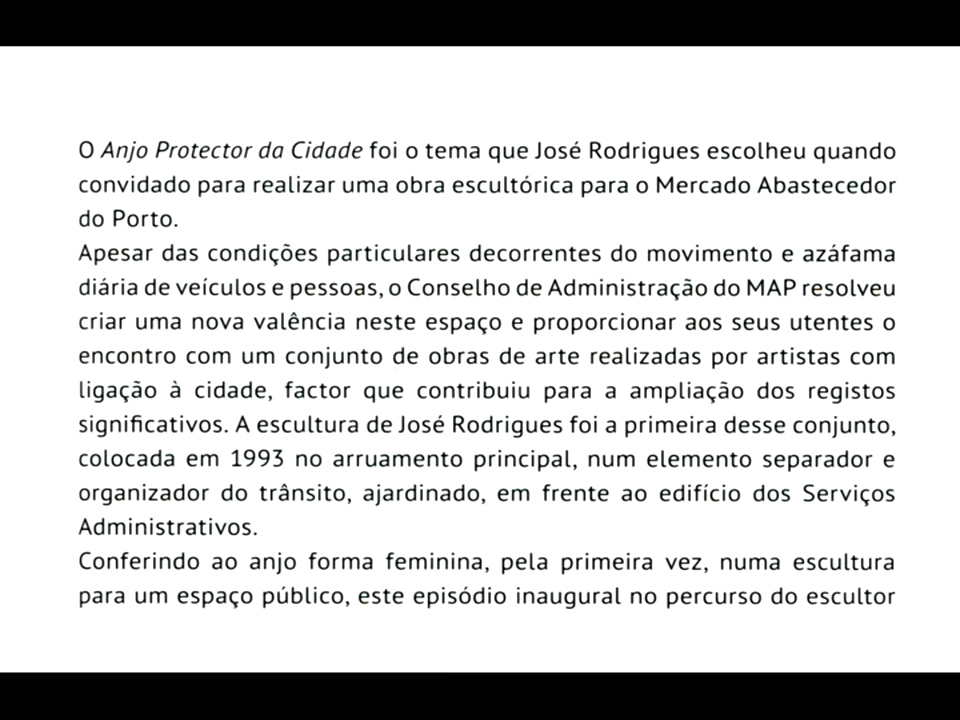 O Anjo Protector da Cidade foi o tema que José Rodrigues escolheu quando
convidado para realizar uma obra escultórica para o Mercado Abastecedor
do Porto.
Apesar das condições particulares decorrentes do movimento e azáfama
diária de veículos e pessoas, o Conselho de Administração do MAP resolveu
criar uma nova valência neste espaço e proporcionar aos seus utentes o
encontro com um conjunto de obras de arte realizadas por artistas com
ligação à cidade, factor que contribuiu para a ampliação dos registos
significativos. A escultura de José Rodrigues foi a primeira desse conjunto,
colocada em 1993 no arruamento principal, num elemento separador e
organizador do trânsito, ajardinado, em frente ao edifício dos Serviços
Administrativos.
Conferindo ao anjo forma feminina, pela primeira vez, numa escultura
para um espaço público, este episódio inaugural no percurso do escultor